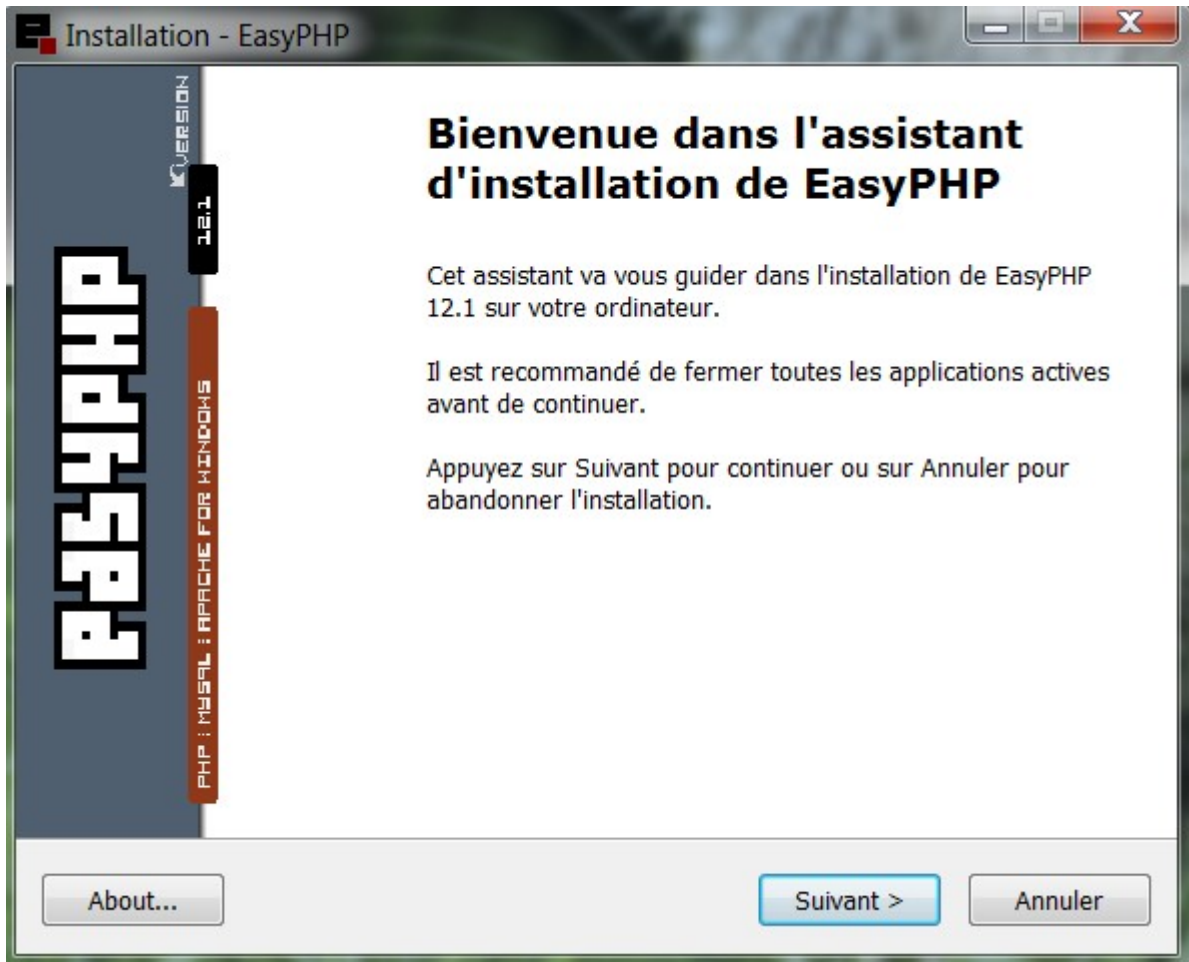 Installation - EasyPHP
VERSION
12.1
easyPHP
PHP : MYSQL : APACHE FOR WINDOWS
Bienvenue dans l'assistant
d'installation de EasyPHP
Cet assistant va vous guider dans l'installation de EasyPHP
12.1 sur votre ordinateur.
Il est recommandé de fermer toutes les applications actives
avant de continuer.
Appuyez sur Suivant pour continuer ou sur Annuler pour
abandonner l'installation.
About...
Suivant >
Annuler